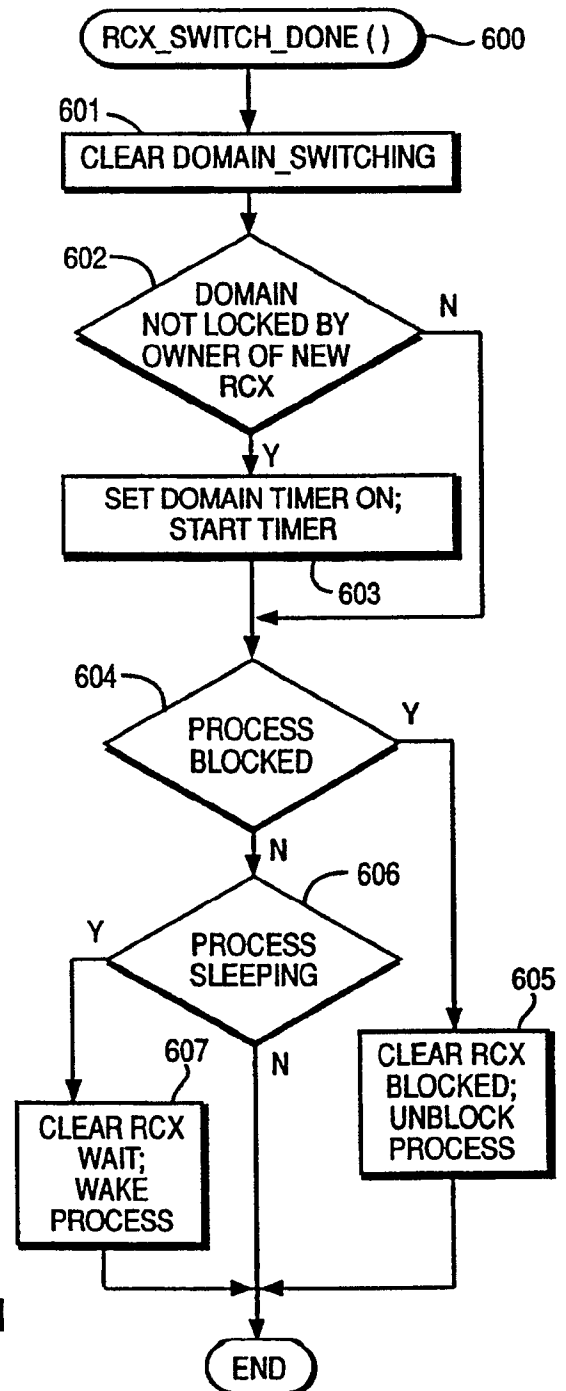 RCX_SWITCH_DONE ()
600
601
CLEAR DOMAIN_SWITCHING
602
DOMAIN
NOT LOCKED BY
OWNER OF NEW
RCX
N
Y
SET DOMAIN TIMER ON;
START TIMER
603
604
PROCESS
BLOCKED
Y
N
606
PROCESS
SLEEPING
Y
N
605
CLEAR RCX
BLOCKED;
UNBLOCK
PROCESS
607
CLEAR RCX
WAIT;
WAKE
PROCESS
END